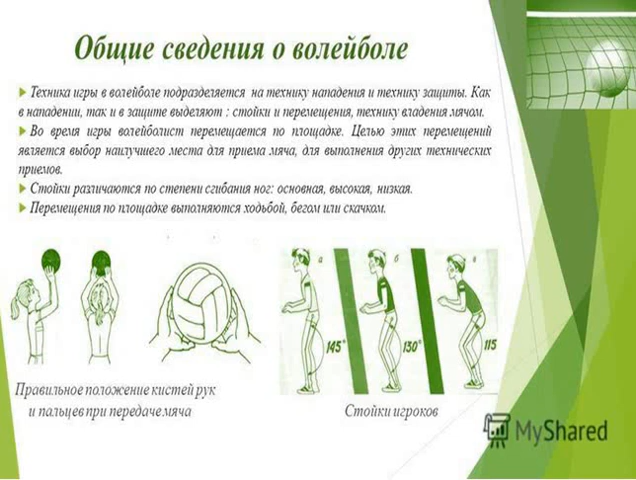 Общие сведения о волейболе
Техника игры в волейболе подразделяется на технику нападения и технику защиты. Как
в нападении, так и в защите выделяют : стойки и перемещения, технику владения мячом.
Во время игры волейболист перемещается по площадке. Целью этих перемещений
является выбор наилучшего места для приема мяча, для выполнения других технических
приемов.
Стойки различаются по степени сгибания ног: основная, высокая, низкая.
Перемещения по площадке выполняются ходьбой, бегом или скачком.
а б в
145° 130° 115
Правильное положение кистей рук
и пальцев при передаче мяча
Стойки игроков
MyShared